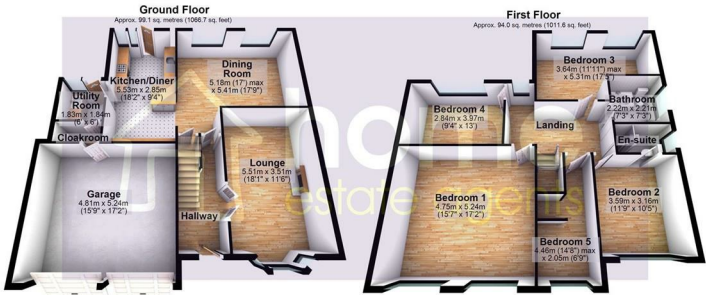 Ground Floor
Approx. 99.1 sq. metres (1066.7 sq. feet)
Kitchen/Diner
5.53m x 2.85m
(18'2" x 9'4")
Dining
Room
5.18m (17') max
x 5.41m (17'9")
Utility
Room
1.83m x 1.84m
(6' x 6')
Cloakroom
Lounge
5.51m x 3.51m
(18'1" x 11'6")
Garage
4.81m x 5.24m
(15'9" x 17'2")
Hallway
First Floor
Approx. 94.0 sq. metres (1011.6 sq. feet)
Bedroom 3
3.64m (11'11") max
x 5.31m (17'5")
Bedroom 4
2.84m x 3.97m
(9'4" x 13')
Bathroom
2.22m x 2.21m
(7'3" x 7'3")
Landing
En-suite
Bedroom 1
4.75m x 5.24m
(15'7" x 17'2")
Bedroom 2
3.59m x 3.16m
(11'9" x 10'5")
Bedroom 5
4.46m (14'8") max
x 2.05m (6'9")
home
estate agents